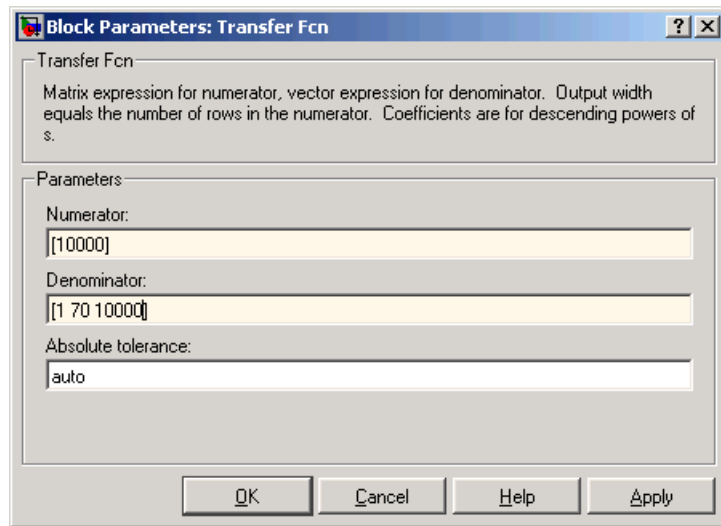 Block Parameters: Transfer Fcn
Transfer Fcn
Matrix expression for numerator, vector expression for denominator.  Output width
equals the number of rows in the numerator.  Coefficients are for descending powers of
s.
Parameters
Numerator:
[10000]
Denominator:
[1 70 10000]
Absolute tolerance:
auto
OK Cancel Help Apply